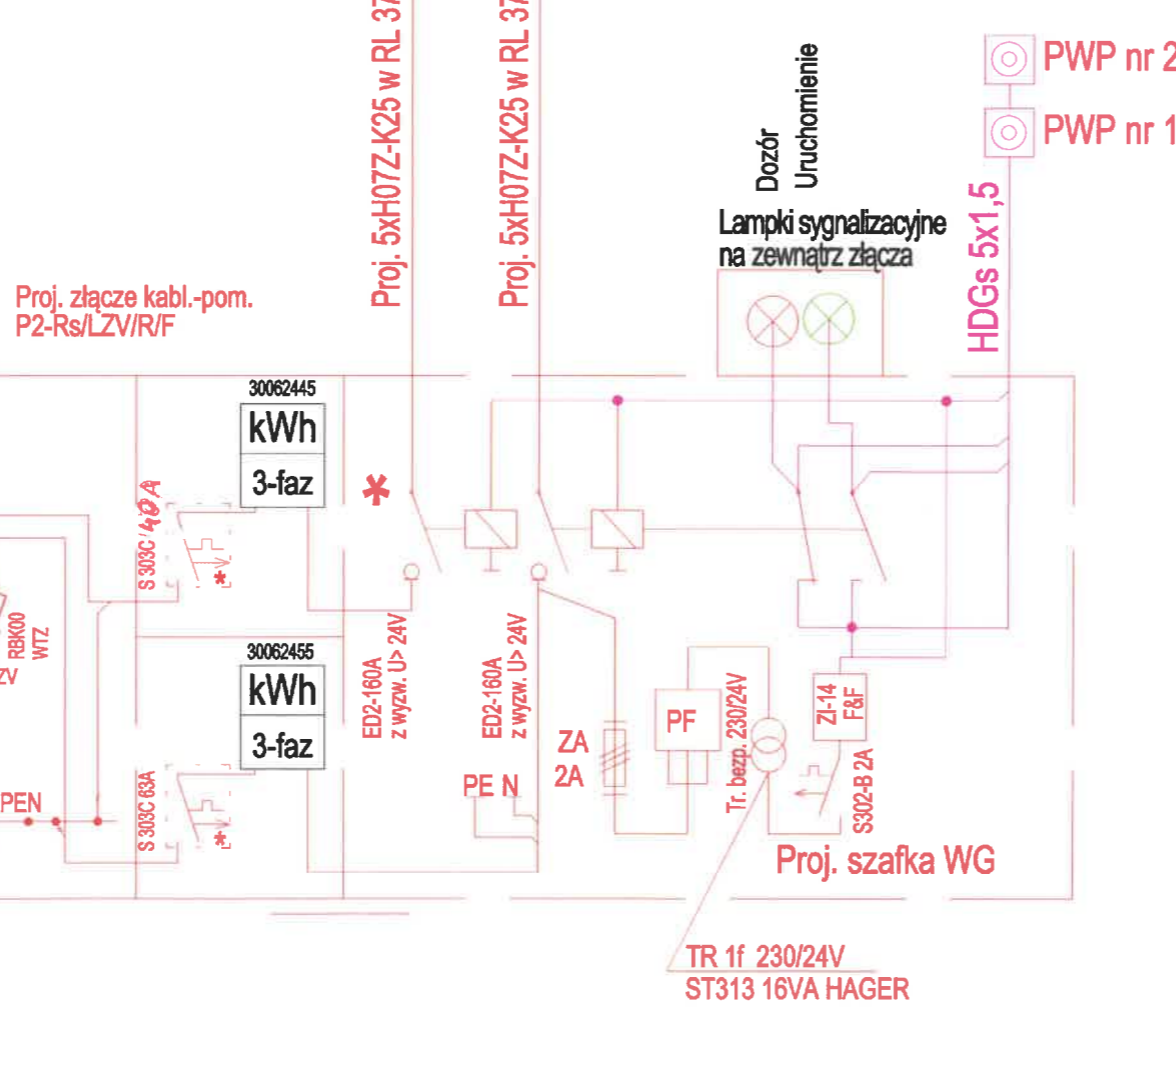 Proj. 5xH07Z-K25 w RL 37
Proj. 5xH07Z-K25 w RL 37
PWP nr 2
PWP nr 1
HDGs 5x1,5
Dozór
Uruchomienie
Lampki sygnalizacyjne
na zewnątrz złącza
Proj. złącze kabl.-pom.
P2-Rs/LZV/R/F
30062445
kWh
3-faz
*
S 303C 40A
*
RBK00
WTZ
ZV
30062455
kWh
3-faz
ED2-160A
z wyzw. U> 24V
ED2-160A
z wyzw. U> 24V
ZA
2A
PF
Tr. bezp. 230/24V
ZI-14
F&F
S302-B 2A
PE N
PEN
S 303C 63A
*
Proj. szafka WG
TR 1f 230/24V
ST313 16VA HAGER